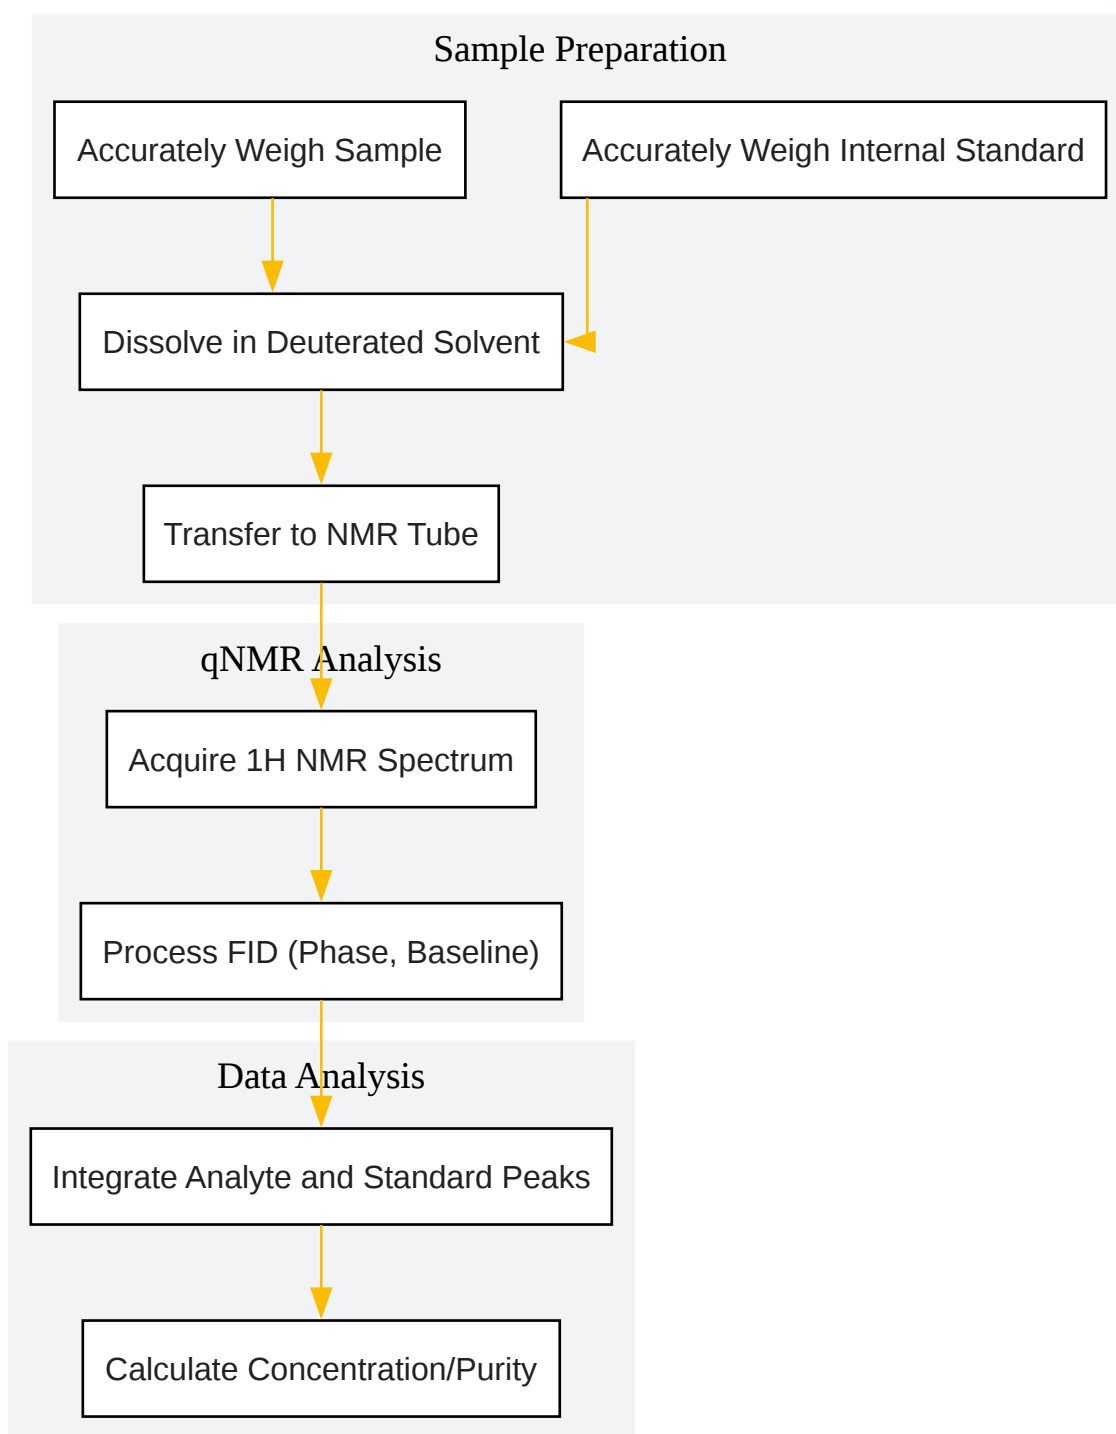 Sample Preparation
Accurately Weigh Sample
Accurately Weigh Internal Standard
Dissolve in Deuterated Solvent
Transfer to NMR Tube
qNMR Analysis
Acquire 1H NMR Spectrum
Process FID (Phase, Baseline)
Data Analysis
Integrate Analyte and Standard Peaks
Calculate Concentration/Purity